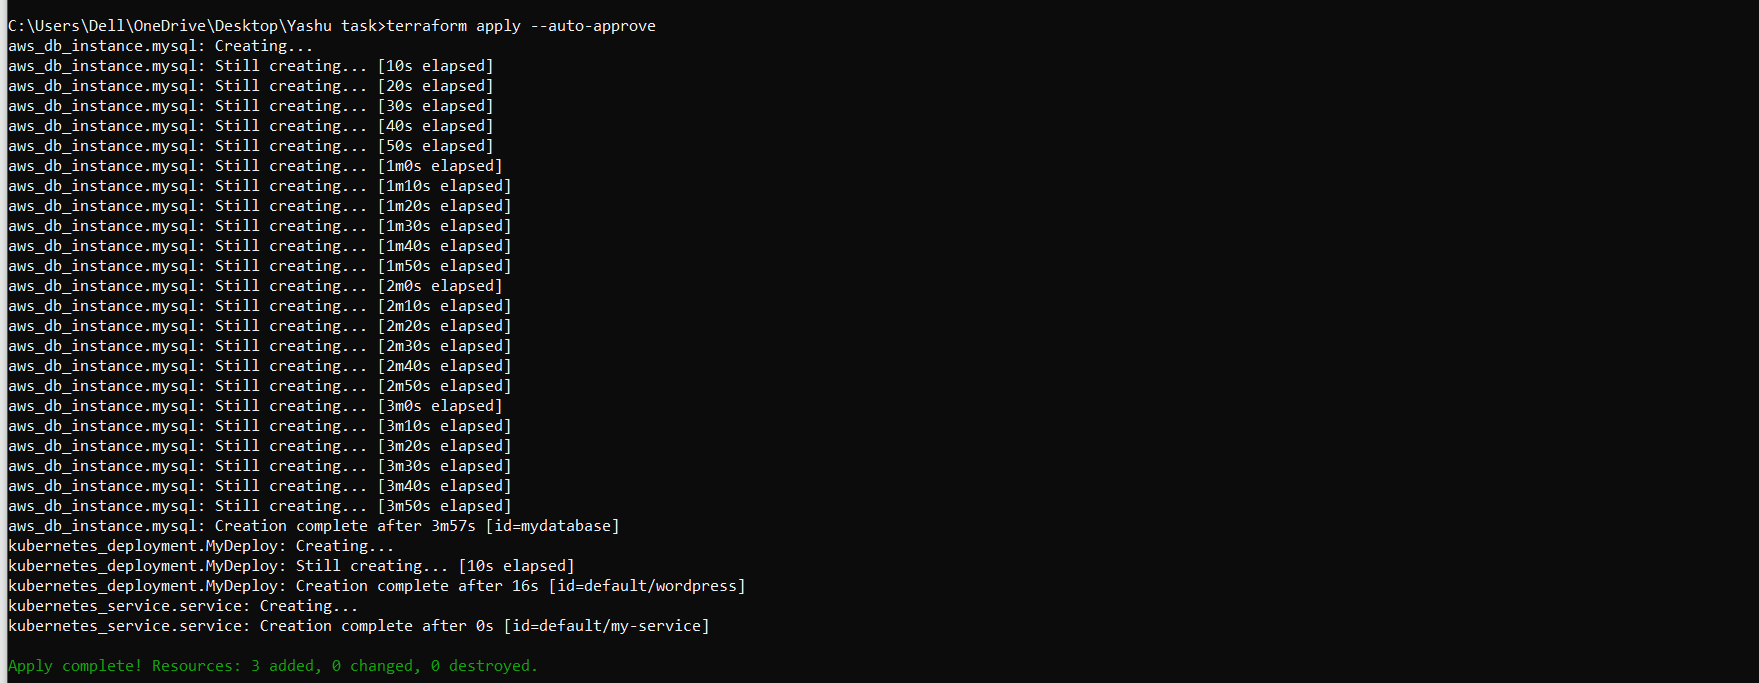 C:\Users\Dell\OneDrive\Desktop\Yashu task>terraform apply --auto-approve
aws_db_instance.mysql: Creating...
aws_db_instance.mysql: Still creating... [10s elapsed]
aws_db_instance.mysql: Still creating... [20s elapsed]
aws_db_instance.mysql: Still creating... [30s elapsed]
aws_db_instance.mysql: Still creating... [40s elapsed]
aws_db_instance.mysql: Still creating... [50s elapsed]
aws_db_instance.mysql: Still creating... [1m0s elapsed]
aws_db_instance.mysql: Still creating... [1m10s elapsed]
aws_db_instance.mysql: Still creating... [1m20s elapsed]
aws_db_instance.mysql: Still creating... [1m30s elapsed]
aws_db_instance.mysql: Still creating... [1m40s elapsed]
aws_db_instance.mysql: Still creating... [1m50s elapsed]
aws_db_instance.mysql: Still creating... [2m0s elapsed]
aws_db_instance.mysql: Still creating... [2m10s elapsed]
aws_db_instance.mysql: Still creating... [2m20s elapsed]
aws_db_instance.mysql: Still creating... [2m30s elapsed]
aws_db_instance.mysql: Still creating... [2m40s elapsed]
aws_db_instance.mysql: Still creating... [2m50s elapsed]
aws_db_instance.mysql: Still creating... [3m0s elapsed]
aws_db_instance.mysql: Still creating... [3m10s elapsed]
aws_db_instance.mysql: Still creating... [3m20s elapsed]
aws_db_instance.mysql: Still creating... [3m30s elapsed]
aws_db_instance.mysql: Still creating... [3m40s elapsed]
aws_db_instance.mysql: Still creating... [3m50s elapsed]
aws_db_instance.mysql: Creation complete after 3m57s [id=mydatabase]
kubernetes_deployment.MyDeploy: Creating...
kubernetes_deployment.MyDeploy: Still creating... [10s elapsed]
kubernetes_deployment.MyDeploy: Creation complete after 16s [id=default/wordpress]
kubernetes_service.service: Creating...
kubernetes_service.service: Creation complete after 0s [id=default/my-service]
Apply complete! Resources: 3 added, 0 changed, 0 destroyed.